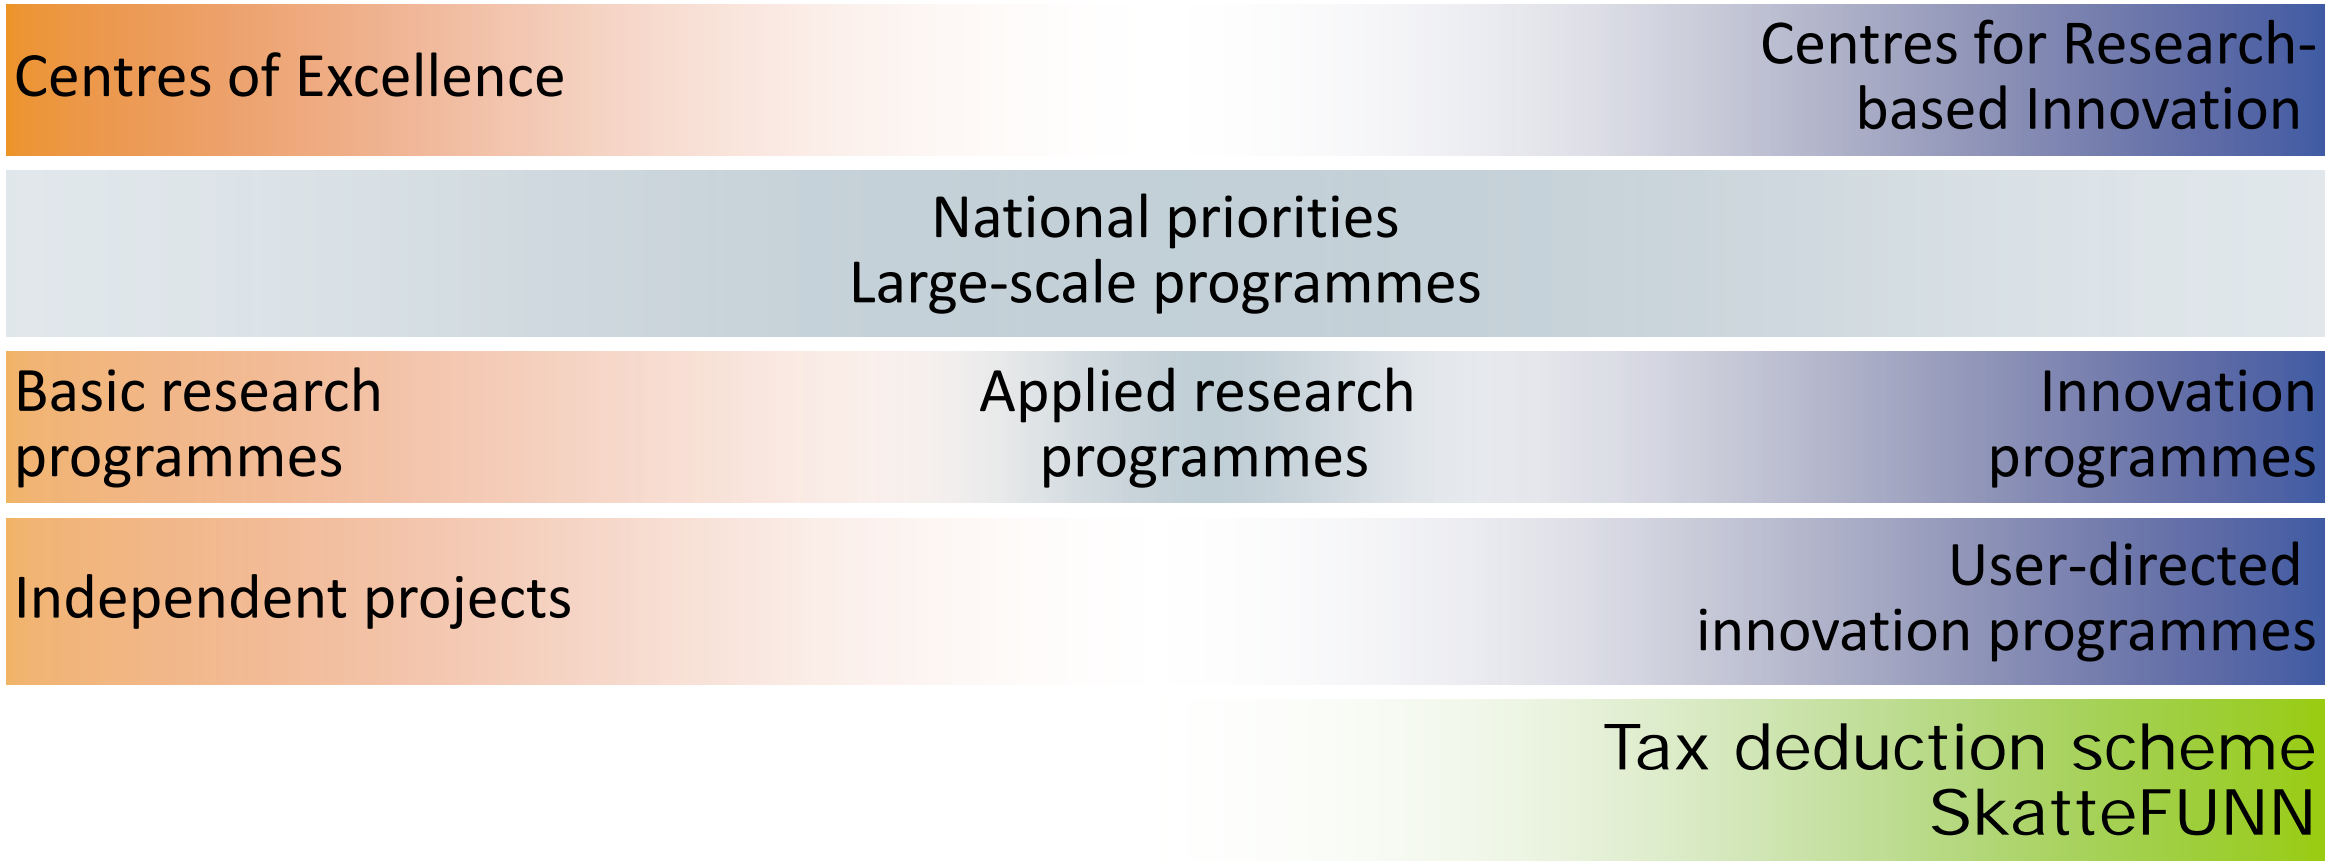 Centres of Excellence
Centres for Research-
based Innovation
National priorities
Large-scale programmes
Basic research
programmes
Applied research
programmes
Innovation
programmes
Independent projects
User-directed
innovation programmes
Tax deduction scheme
SkatteFUNN